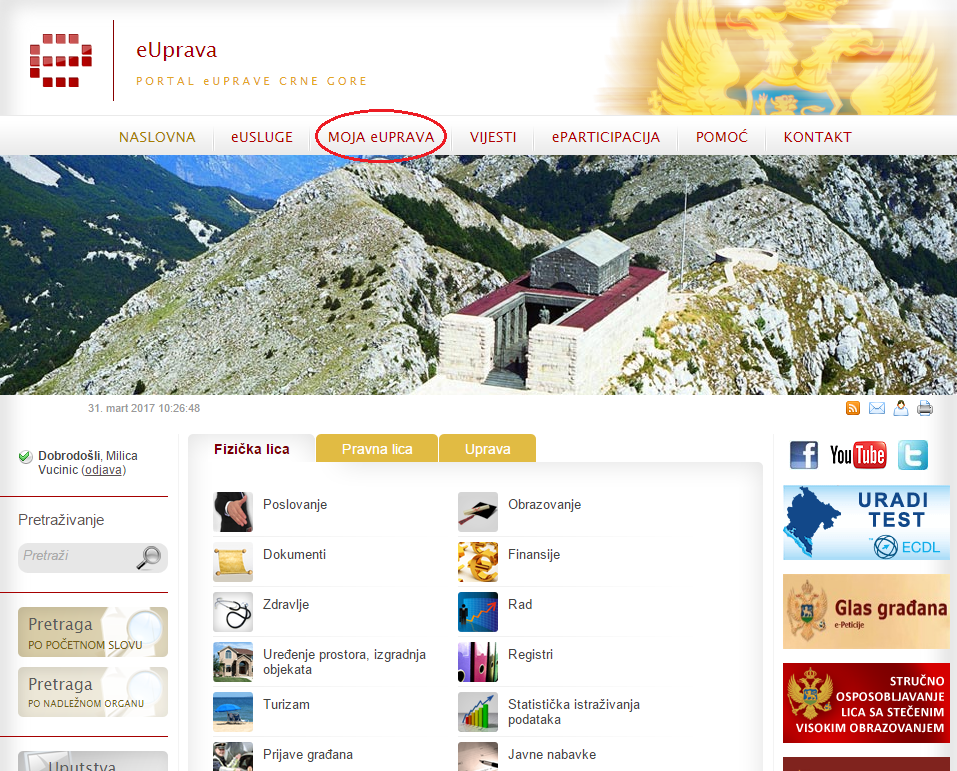 eUprava
PORTAL eUPRAVE CRNE GORE
NASLOVNA
eUSLUGE
MOJA eUPRAVA
VIJESTI
ePARTICIPACIJA
POMOĆ
KONTAKT
31. mart 2017 10:26:48
Dobrodošli, Milica
Vucinic (odjava)
Pretraživanje
Pretraži
Pretraga
PO POČETNOM SLOVU
Pretraga
PO NADLEŽNOM ORGANU
Uputstva
Fizička lica
Pravna lica
Uprava
Poslovanje
Obrazovanje
Dokumenti
Finansije
Zdravlje
Rad
Uređenje prostora, izgradnja
objekata
Registri
Turizam
Statistička istraživanja
podataka
Prijave građana
Javne nabavke
f
YouTube
t
URADI
TEST
ECDL
Glas građana
e-Peticije
STRUČNO
OSPOSOBLJAVANJE
LICA SA STEČENIM
VISOKIM OBRAZOVANJEM